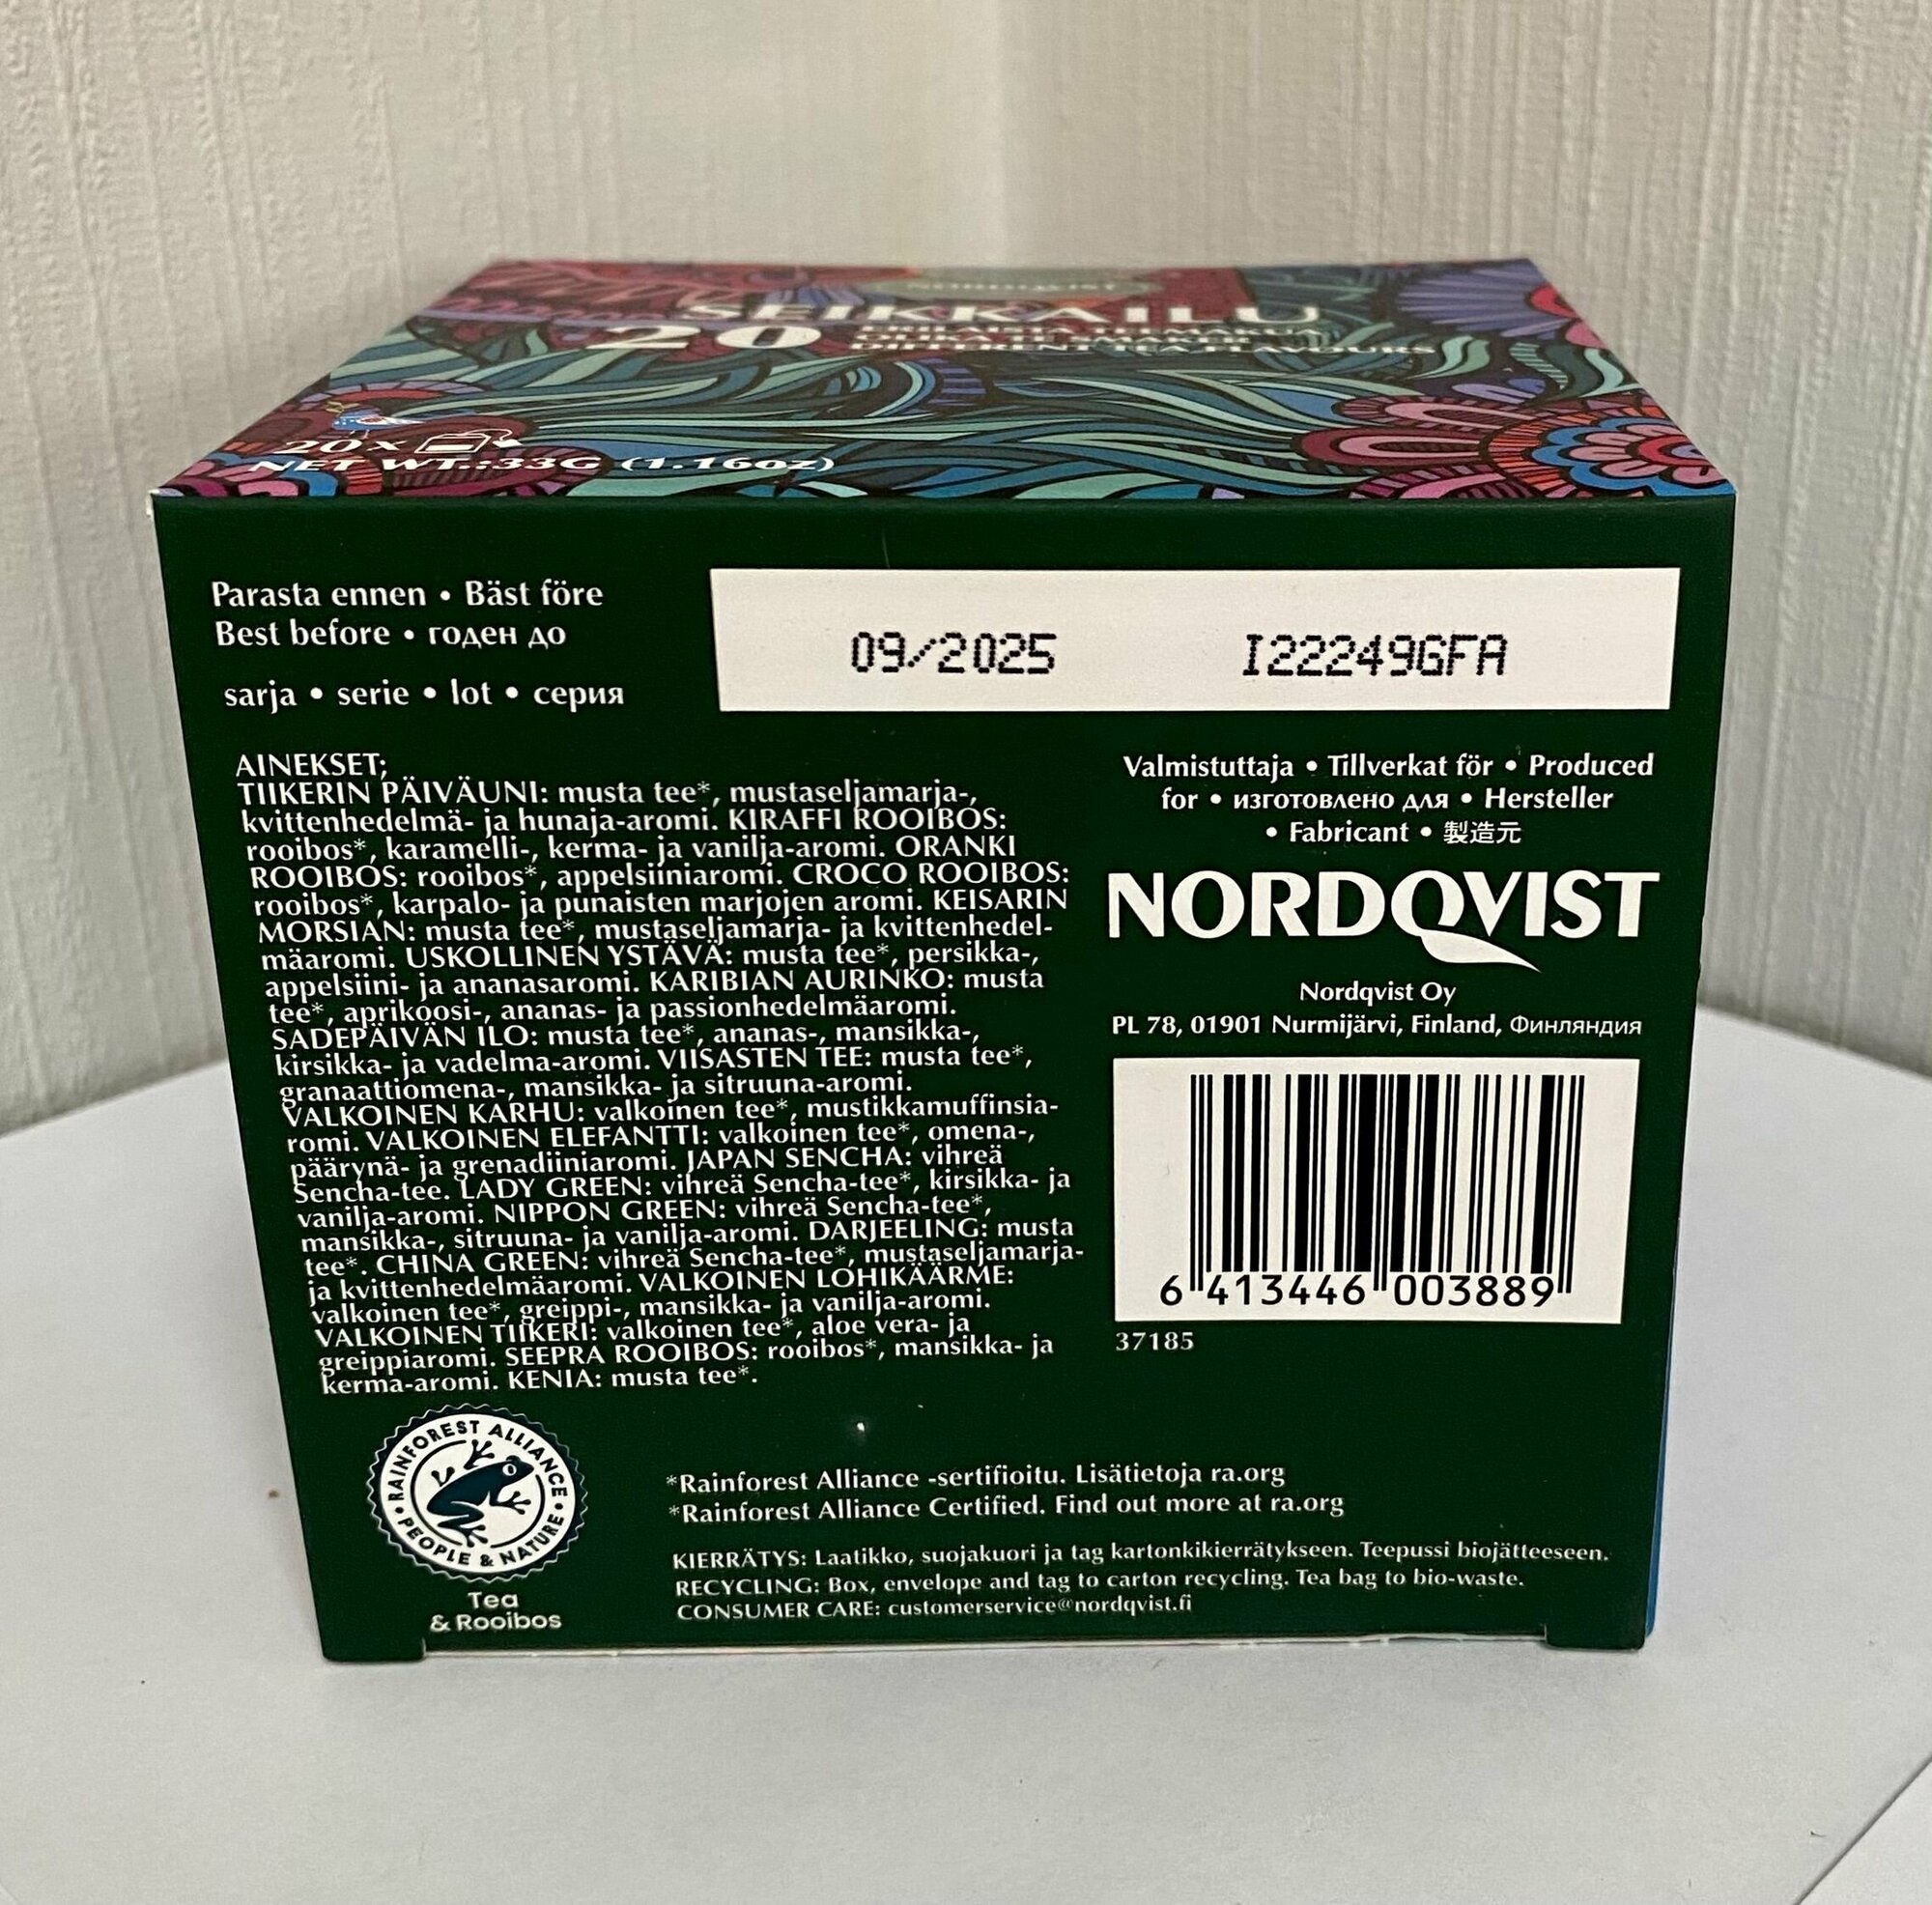 NORDQVIST
SEIKKAILU
20
ERILAISTA TEEMAKUA
OLIKA TESMAKER
DIFFERENT TEA FLAVOURS
20x
NET WT.:33G (1.16oz)
Parasta ennen • Bäst före
Best before • годен до
sarja • serie • lot • серия
09/2025 I22249GFA
AINEKSET;
TIIKERIN PÄIVÄUNI: musta tee*, mustaseljamarja-,
kvittenhedelmä- ja hunaja-aromi. KIRAFFI ROOIBOS:
rooibos*, karamelli-, kerma- ja vanilja-aromi. ORANKI
ROOIBOS: rooibos*, appelsiiniaromi. CROCO ROOIBOS:
rooibos*, karpalo- ja punaisten marjojen aromi. KEISARIN
MORSIAN: musta tee*, mustaseljamarja- ja kvittenhedel-
mäaromi. USKOLLINEN YSTÄVÄ: musta tee*, persikka-,
appelsiini- ja ananasaromi. KARIBIAN AURINKO: musta
tee*, aprikoosi-, ananas- ja passionhedelmäaromi.
SADEPÄIVÄN ILO: musta tee*, ananas-, mansikka-,
kirsikka- ja vadelma-aromi. VIISASTEN TEE: musta tee*,
granaattiomena-, mansikka- ja sitruuna-aromi.
VALKOINEN KARHU: valkoinen tee*, mustikkamuffinsia-
romi. VALKOINEN ELEFANTTI: valkoinen tee*, omena-,
päärynä- ja grenadiiniaromi. JAPAN SENCHA: vihreä
Sencha-tee. LADY GREEN: vihreä Sencha-tee*, kirsikka- ja
vanilja-aromi. NIPPON GREEN: vihreä Sencha-tee*,
mansikka-, sitruuna- ja vanilja-aromi. DARJEELING: musta
tee*. CHINA GREEN: vihreä Sencha-tee*, mustaseljamarja-
ja kvittenhedelmäaromi. VALKOINEN LOHIKÄÄRME:
valkoinen tee*, greippi-, mansikka- ja vanilja-aromi.
VALKOINEN TIIKERI: valkoinen tee*, aloe vera- ja
greippiaromi. SEEPRA ROOIBOS: rooibos*, mansikka- ja
kerma-aromi. KENIA: musta tee*.
Valmistuttaja • Tillverkat för • Produced
for • изготовлено для • Hersteller
• Fabricant • 製造元
NORDQVIST
Nordqvist Oy
PL 78, 01901 Nurmijärvi, Finland, Финляндия
6 413446 003889
37185
RAINFOREST ALLIANCE
• PEOPLE & NATURE •
Tea
& Rooibos
*Rainforest Alliance -sertifioitu. Lisätietoja ra.org
*Rainforest Alliance Certified. Find out more at ra.org
KIERRÄTYS: Laatikko, suojakuori ja tag kartonkikierrätykseen. Teepussi biojätteeseen.
RECYCLING: Box, envelope and tag to carton recycling. Tea bag to bio-waste.
CONSUMER CARE: customerservice@nordqvist.fi